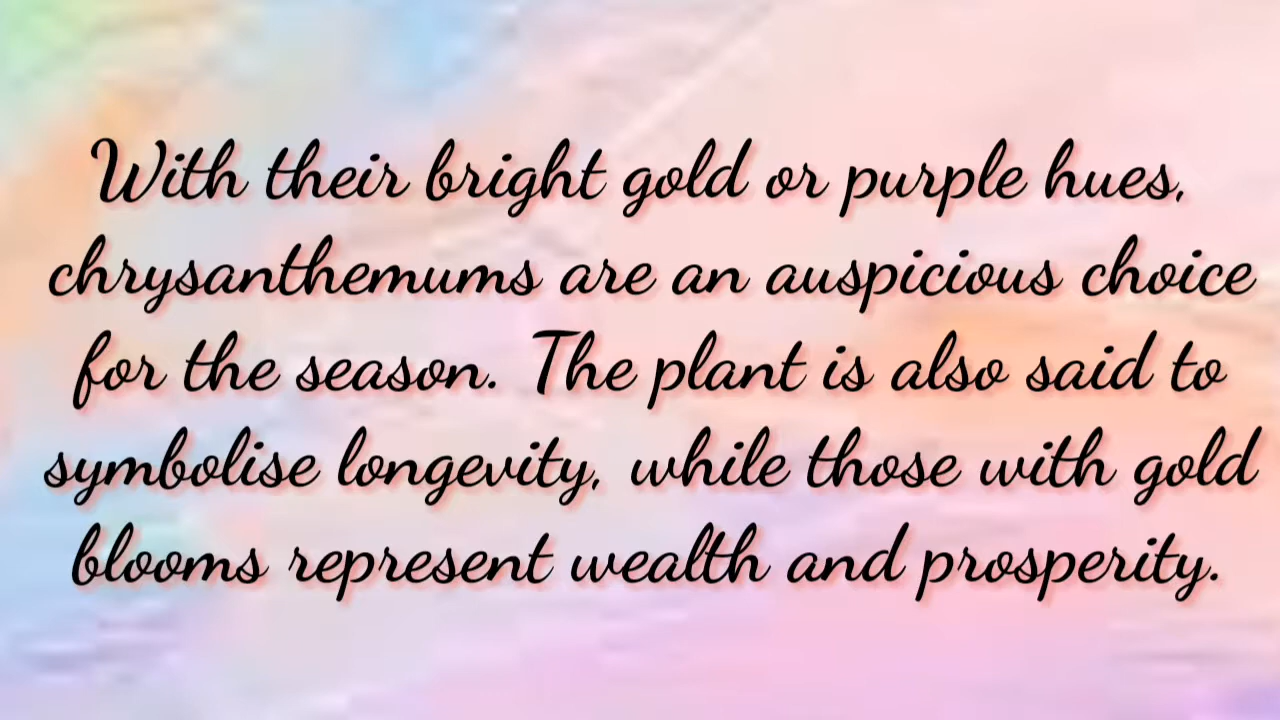 With their bright gold or purple hues,
chrysanthemums are an auspicious choice
for the season. The plant is also said to
symbolise longevity, while those with gold
blooms represent wealth and prosperity.